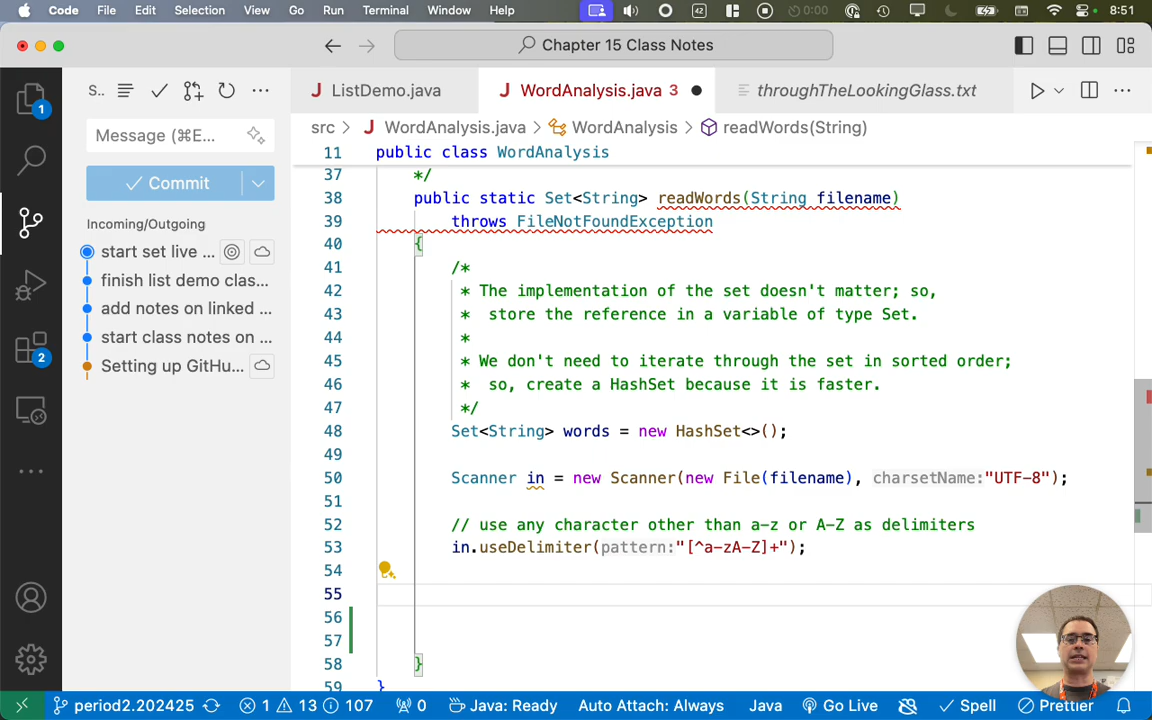 Code File Edit Selection View Go Run Terminal Window Help 42 0:00 8:51
Chapter 15 Class Notes
S.. ListDemo.java WordAnalysis.java 3 throughTheLookingGlass.txt
Message (⌘E...
src > WordAnalysis.java > WordAnalysis > readWords(String)
11 public class WordAnalysis
Commit
Incoming/Outgoing
start set live ...
finish list demo clas...
add notes on linked ...
start class notes on ...
Setting up GitHu...
1
2
37 */
38 public static Set<String> readWords(String filename)
39 throws FileNotFoundException
40 {
41 /*
42 * The implementation of the set doesn't matter; so,
43 * store the reference in a variable of type Set.
44 *
45 * We don't need to iterate through the set in sorted order;
46 * so, create a HashSet because it is faster.
47 */
48 Set<String> words = new HashSet<>();
49
50 Scanner in = new Scanner(new File(filename), charsetName:"UTF-8");
51
52 // use any character other than a-z or A-Z as delimiters
53 in.useDelimiter(pattern:"[^a-zA-Z]+");
54
55
56
57
58 }
59 }
period2.202425 1 13 107 0 Java: Ready Auto Attach: Always Java Go Live Spell Prettier